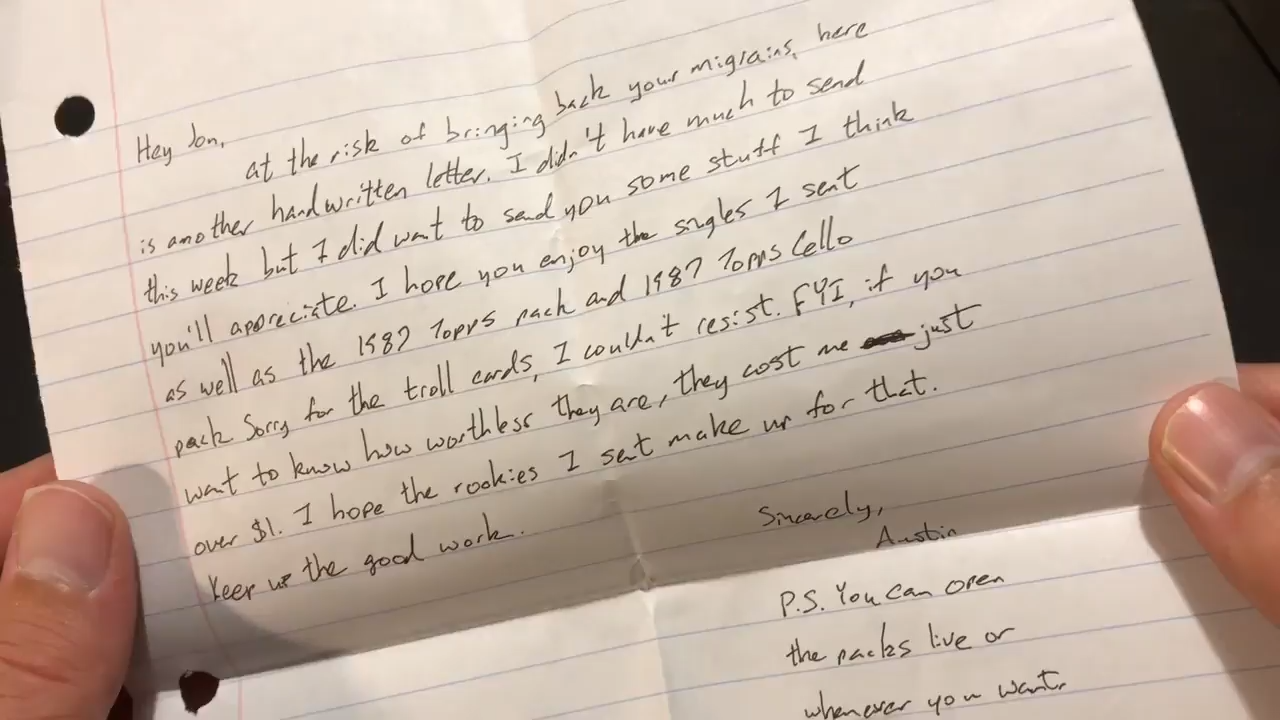 Hey Jon,
at the risk of bringing back your migrains, here
is another handwritten letter. I didn't have much to send
this week but I did want to send you some stuff I think
you'll appreciate. I hope you enjoy the singles I sent
as well as the 1987 Topps pack and 1987 Topps Cello
pack. Sorry for the troll cards, I couldn't resist. FYI, if you
want to know how worthless they are, they cost me just
over $1. I hope the rookies I sent make up for that.
Keep up the good work.
Sincerely,
Austin
P.S. You can open
the packs live or
whenever you want.